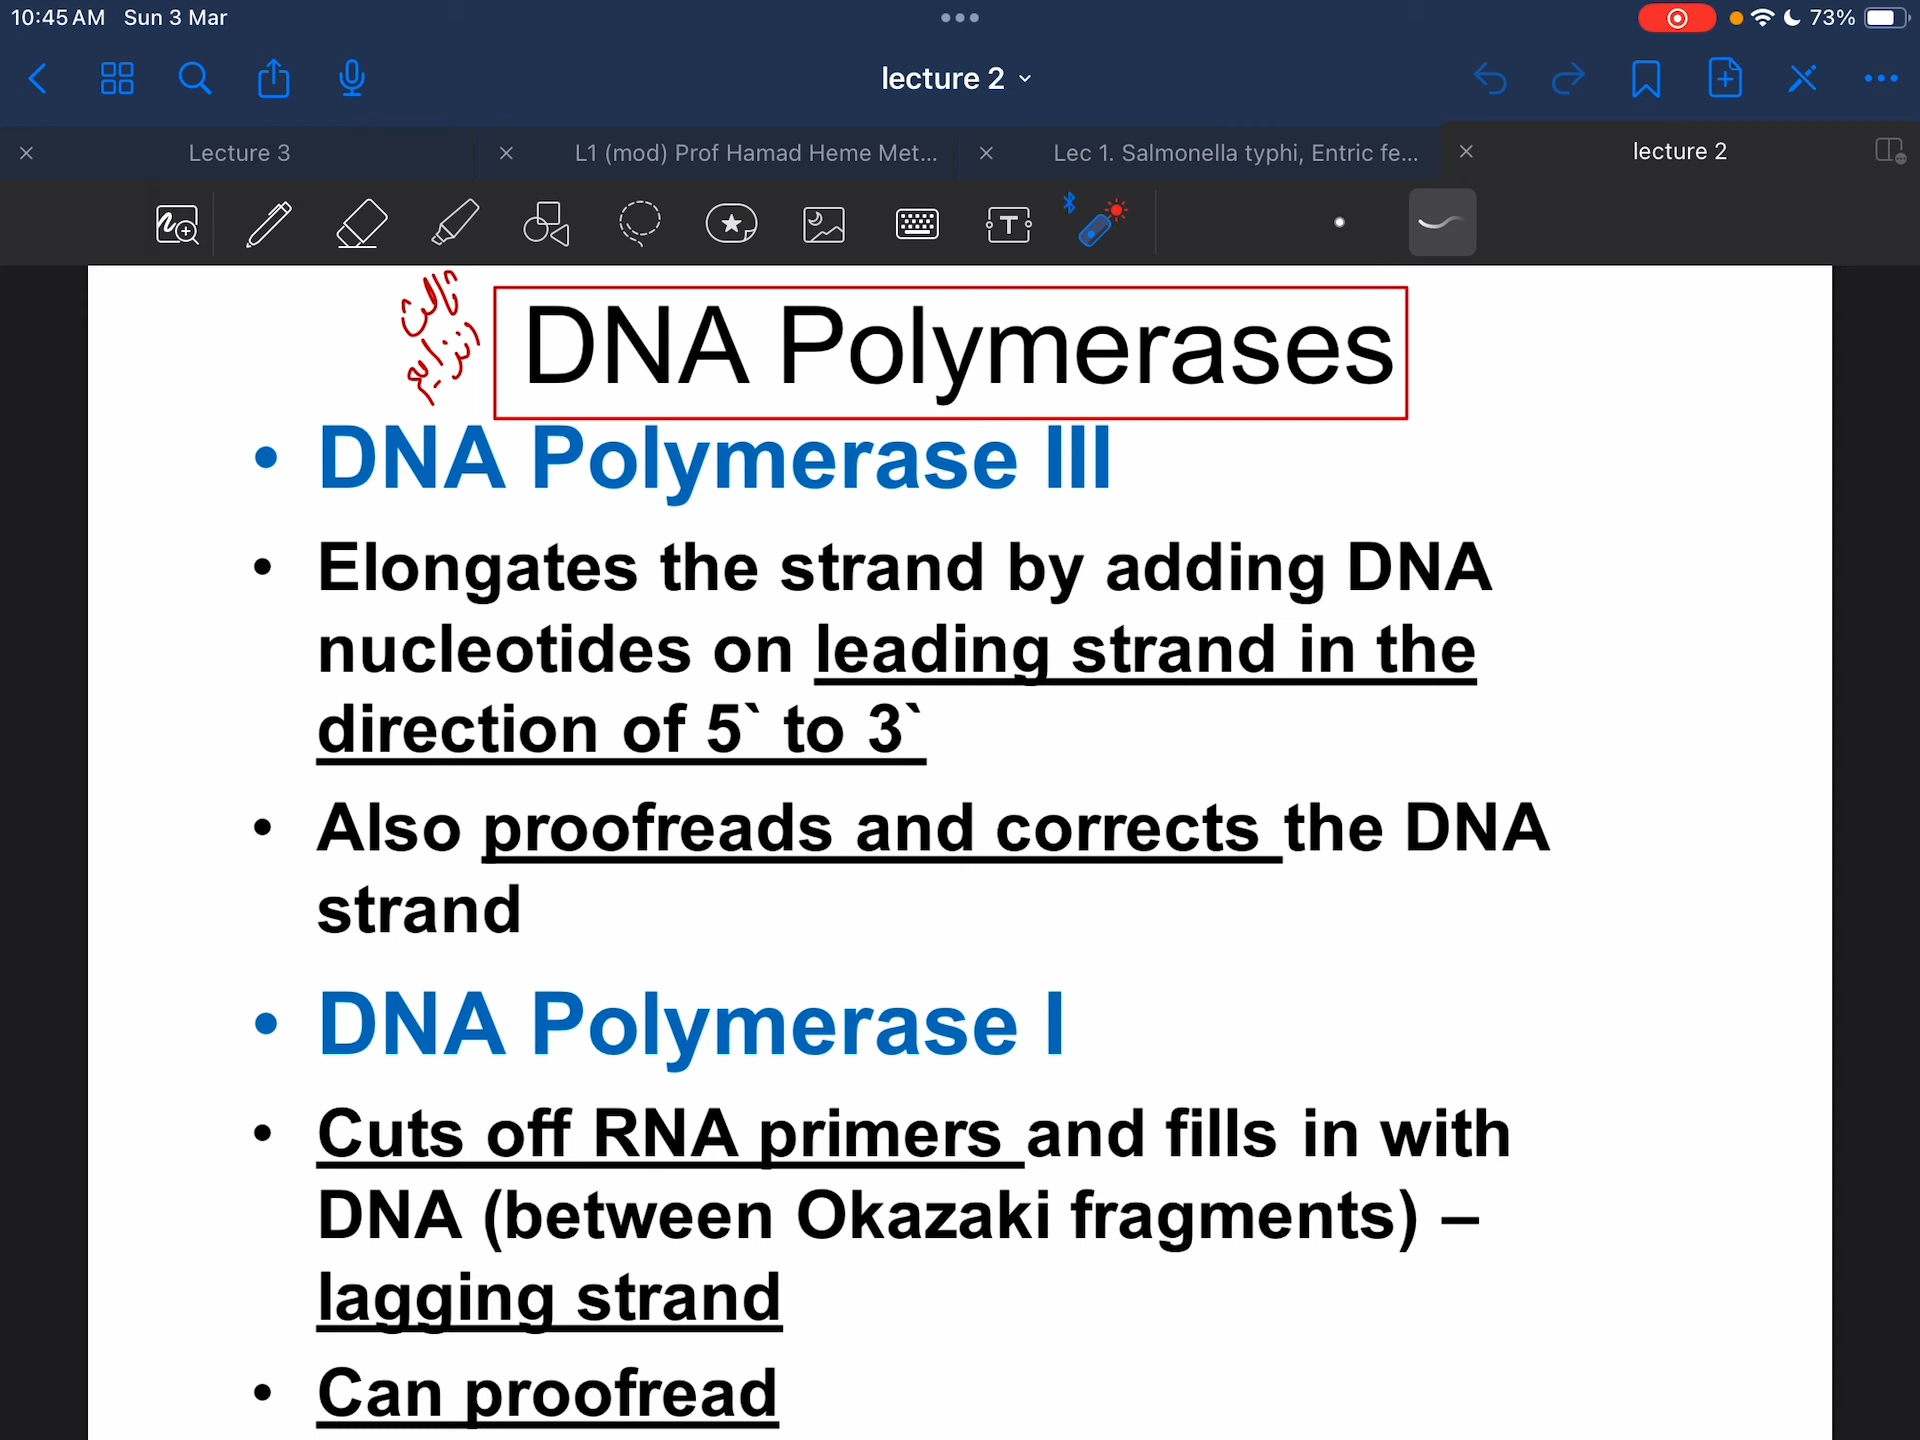 10:45 AM Sun 3 Mar
73%
lecture 2
Lecture 3
L1 (mod) Prof Hamad Heme Met...
Lec 1. Salmonella typhi, Entric fe...
lecture 2
T
ثالث
انزايم
DNA Polymerases
• DNA Polymerase III
• Elongates the strand by adding DNA
nucleotides on leading strand in the
direction of 5` to 3`
• Also proofreads and corrects the DNA
strand
• DNA Polymerase I
• Cuts off RNA primers and fills in with
DNA (between Okazaki fragments) –
lagging strand
• Can proofread